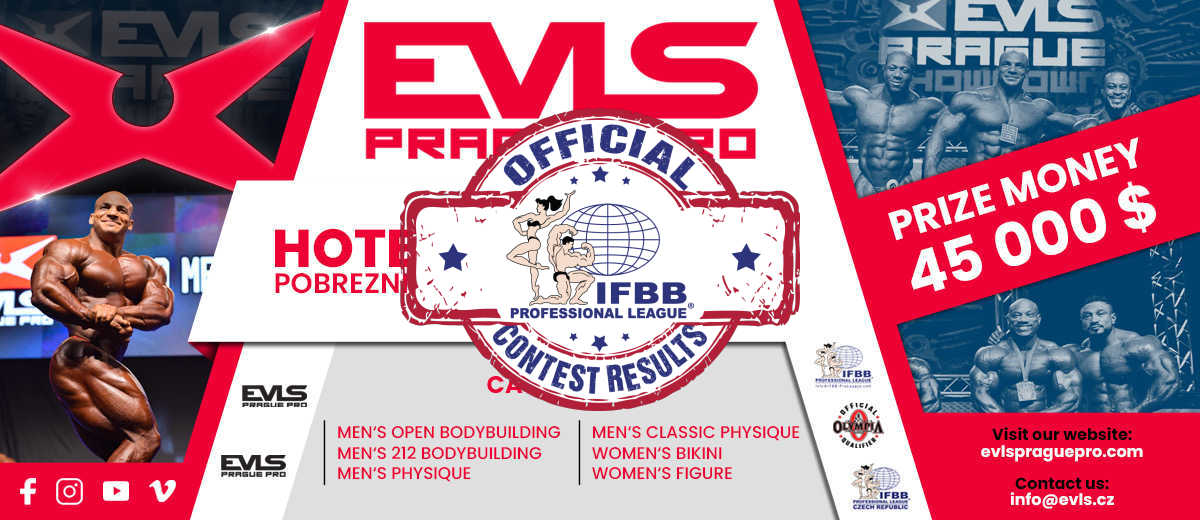 EVLS
PRAGUE
EVLS
PRAGUE PRO
EVLS
PRAGUE
SHOWDOWN
OFFICIAL
IFBB
PROFESSIONAL LEAGUE®
CONTEST RESULTS
HOTE
POBREZN
PRIZE MONEY
45 000 $
CA
MEN'S OPEN BODYBUILDING
MEN'S 212 BODYBUILDING
MEN'S PHYSIQUE
MEN'S CLASSIC PHYSIQUE
WOMEN'S BIKINI
WOMEN'S FIGURE
EVLS
PRAGUE PRO
EVLS
PRAGUE PRO
IFBB
PROFESSIONAL LEAGUE
OFFICIAL
OLYMPIA
QUALIFIER
IFBB
PROFESSIONAL LEAGUE
CZECH REPUBLIC
Visit our website:
evlspraguepro.com
Contact us:
info@evls.cz